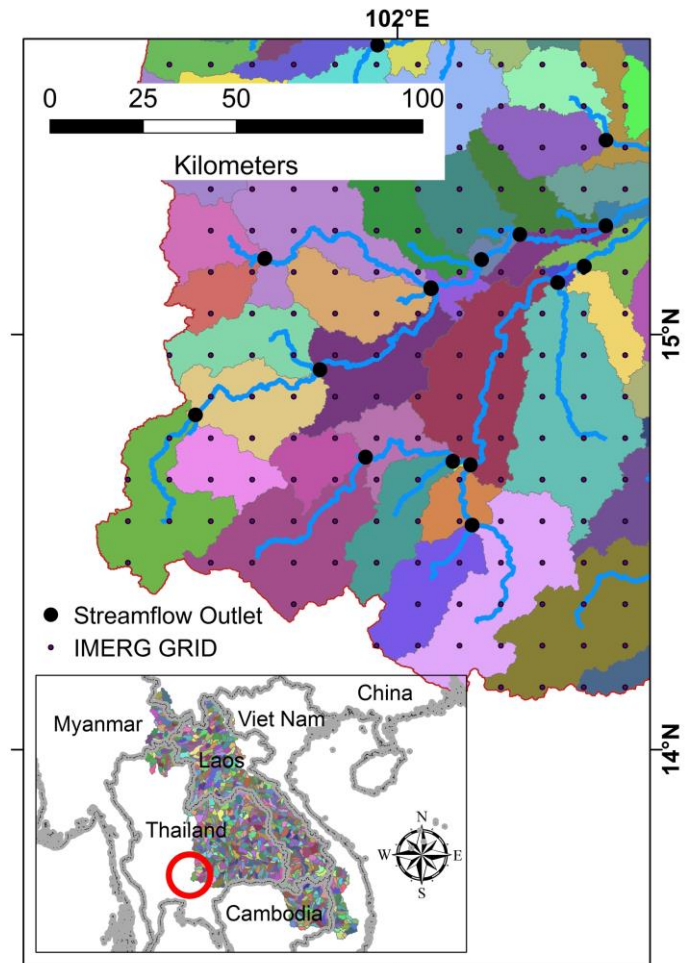 102°E
0 25 50 100
Kilometers
15°N
Streamflow Outlet
IMERG GRID
China
Myanmar
Viet Nam
Laos
Thailand
Cambodia
14°N
N
W E
S